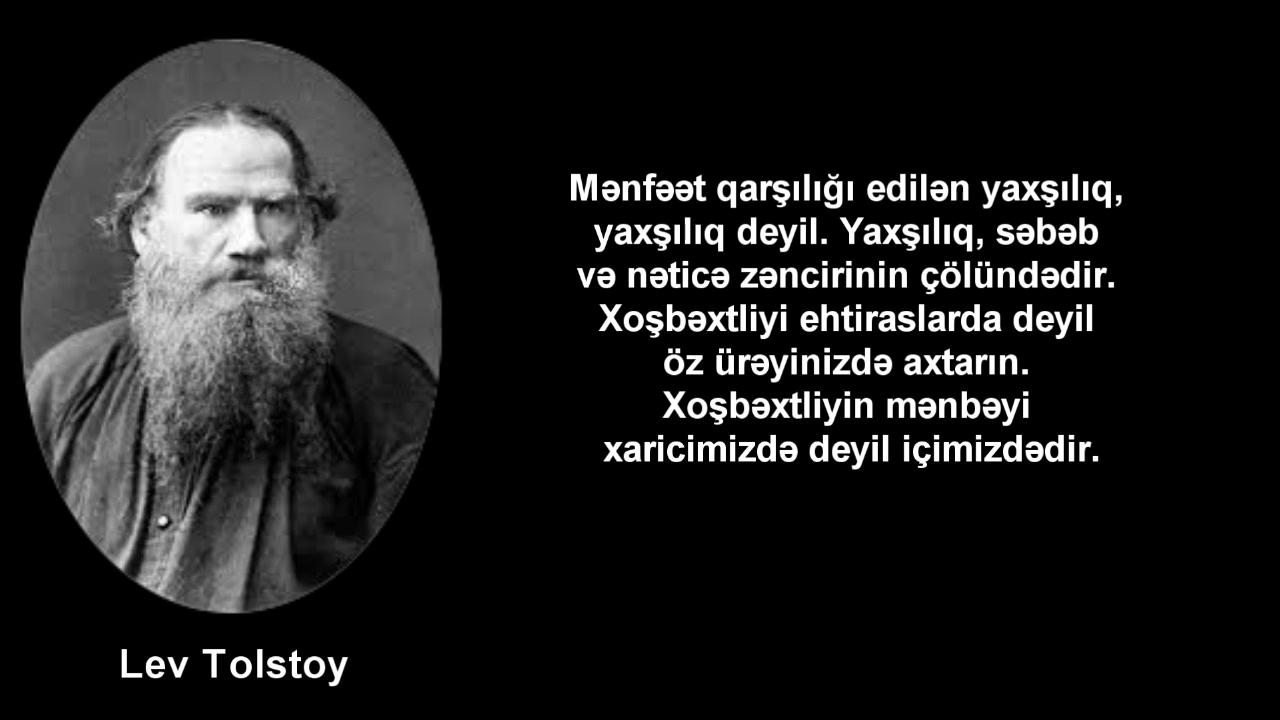 Mənfəət qarşılığı edilən yaxşılıq,
yaxşılıq deyil. Yaxşılıq, səbəb
və nəticə zəncirinin çölündədir.
Xoşbəxtliyi ehtiraslarda deyil
öz ürəyinizdə axtarın.
Xoşbəxtliyin mənbəyi
xaricimizdə deyil içimizdədir.
Lev Tolstoy